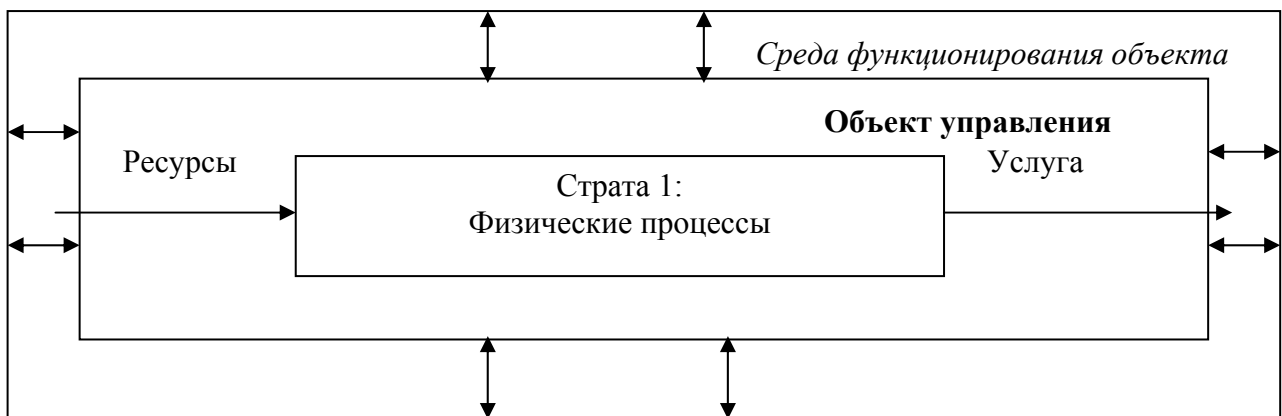 Среда функционирования объекта
Объект управления
Ресурсы
Услуга
Страта 1:
Физические процессы